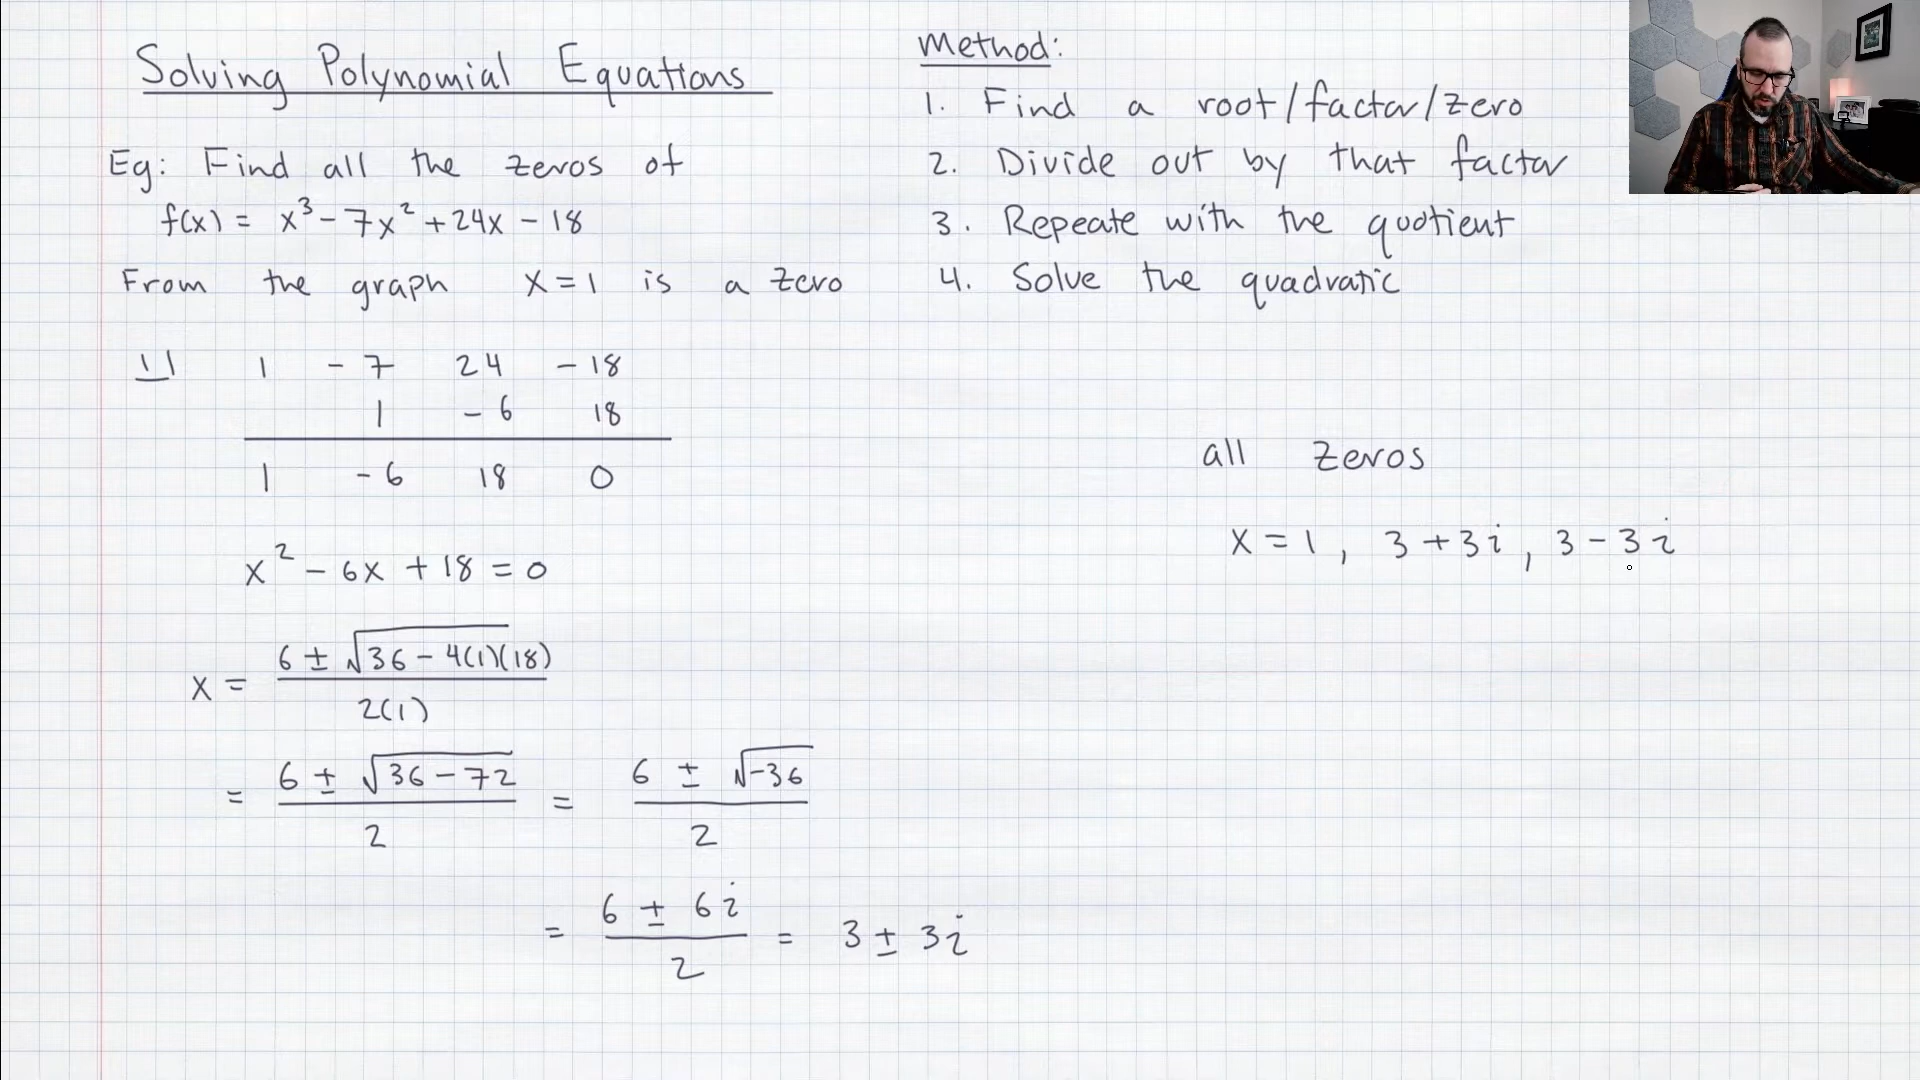 Solving Polynomial Equations
Eg: Find all the zeros of
f(x) = x³ - 7x² + 24x - 18
From the graph x = 1 is a zero
1| 1 - 7 24 - 18
1 - 6 18
1 - 6 18 0
x² - 6x + 18 = 0
x = (6 ± √(36 - 4(1)(18))) / 2(1)
= (6 ± √(36 - 72)) / 2 = (6 ± √-36) / 2
= (6 ± 6i) / 2 = 3 ± 3i
Method:
1. Find a root/factor/zero
2. Divide out by that factor
3. Repeate with the quotient
4. Solve the quadratic
all zeros
x = 1, 3 + 3i, 3 - 3i